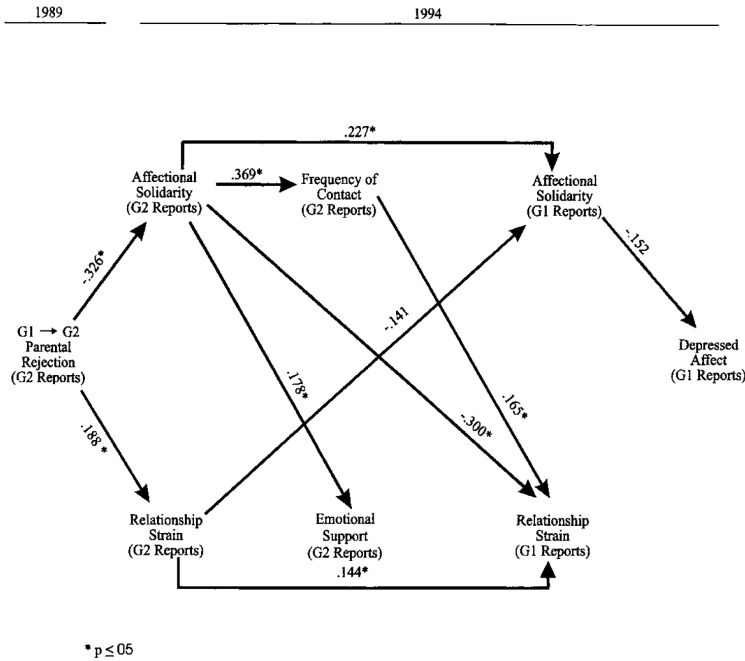 1989
1994
.227*
Affectional
Solidarity
(G2 Reports)
.369*
Frequency of
Contact
(G2 Reports)
Affectional
Solidarity
(G1 Reports)
-.326*
-.152
-.141
G1 → G2
Parental
Rejection
(G2 Reports)
Depressed
Affect
(G1 Reports)
.178*
.165*
-.300*
.188*
Relationship
Strain
(G2 Reports)
Emotional
Support
(G2 Reports)
Relationship
Strain
(G1 Reports)
.144*
* p ≤ 05